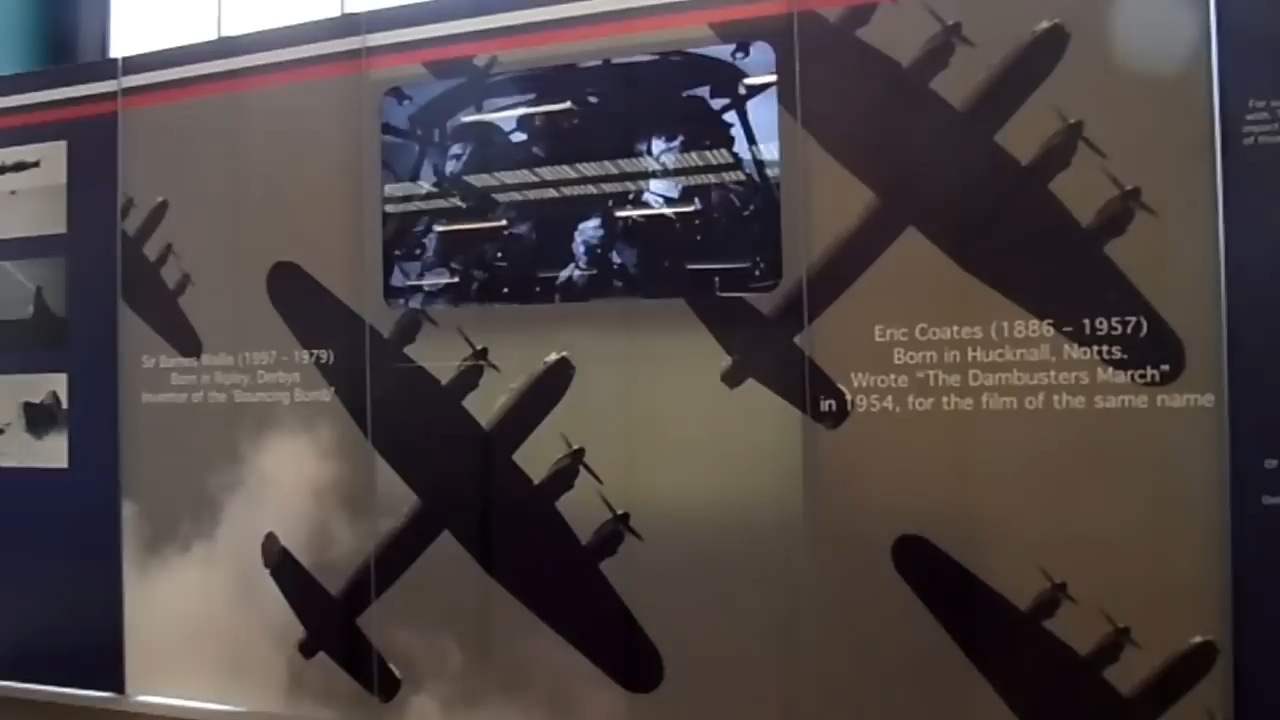 Sir Barnes Wallis (1997 - 1979)
Born in Ripley, Derbys
Inventor of the 'Bouncing Bomb'
Eric Coates (1886 - 1957)
Born in Hucknall, Notts.
Wrote "The Dambusters March"
in 1954, for the film of the same name